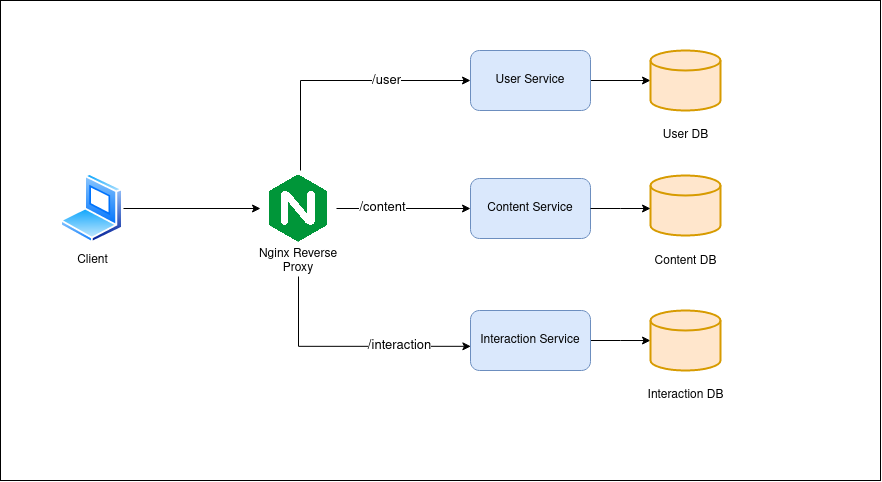 /user
User Service
User DB
Client
N
Nginx Reverse
Proxy
/content
Content Service
Content DB
/interaction
Interaction Service
Interaction DB